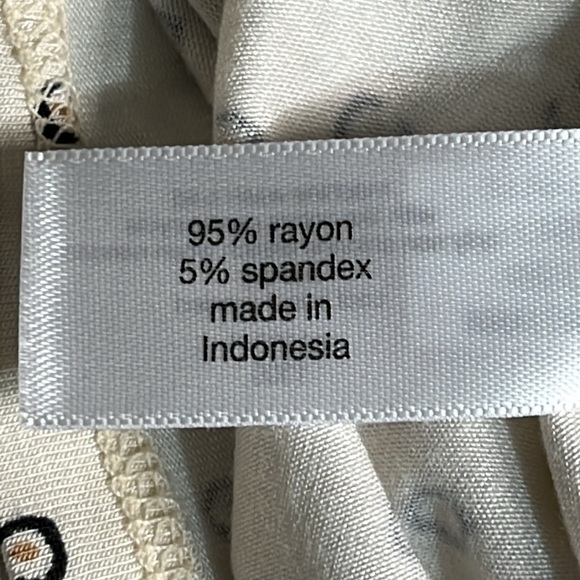 95% rayon
5% spandex
made in
Indonesia